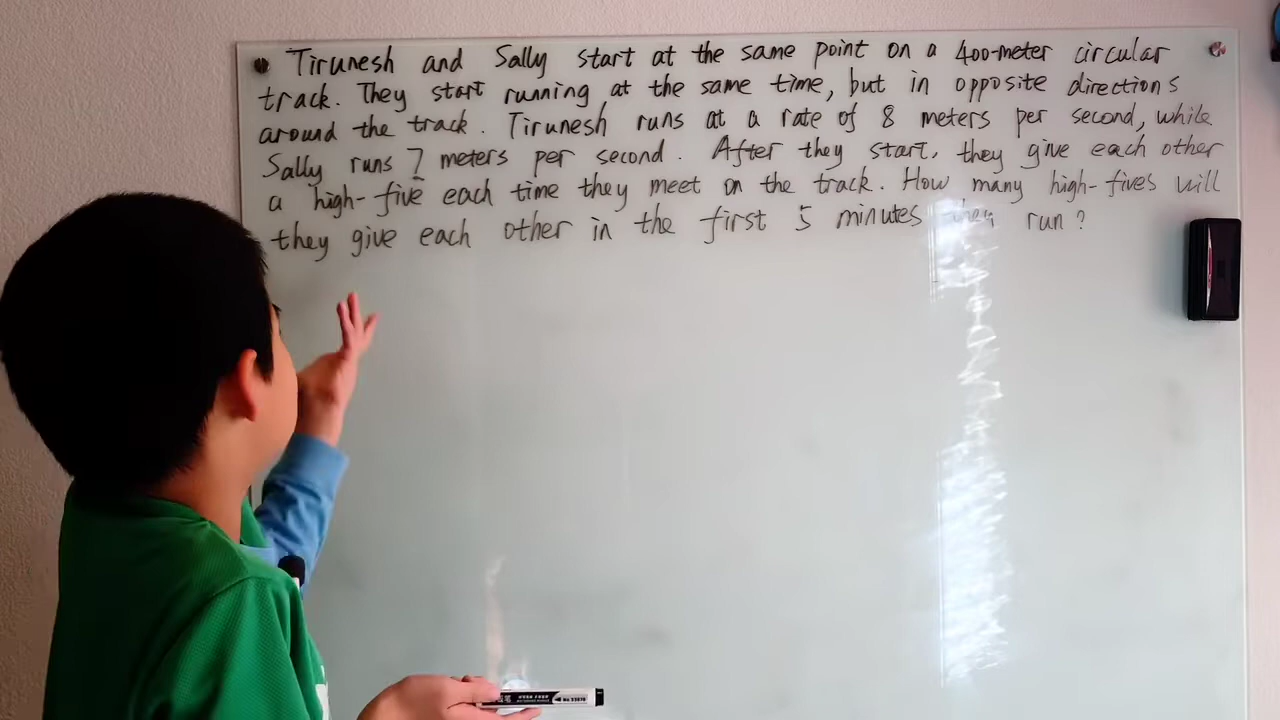 Tirunesh and Sally start at the same point on a 400-meter circular
track. They start running at the same time, but in opposite directions
around the track. Tirunesh runs at a rate of 8 meters per second, while
Sally runs 7 meters per second. After they start, they give each other
a high-five each time they meet on the track. How many high-fives will
they give each other in the first 5 minutes they run?